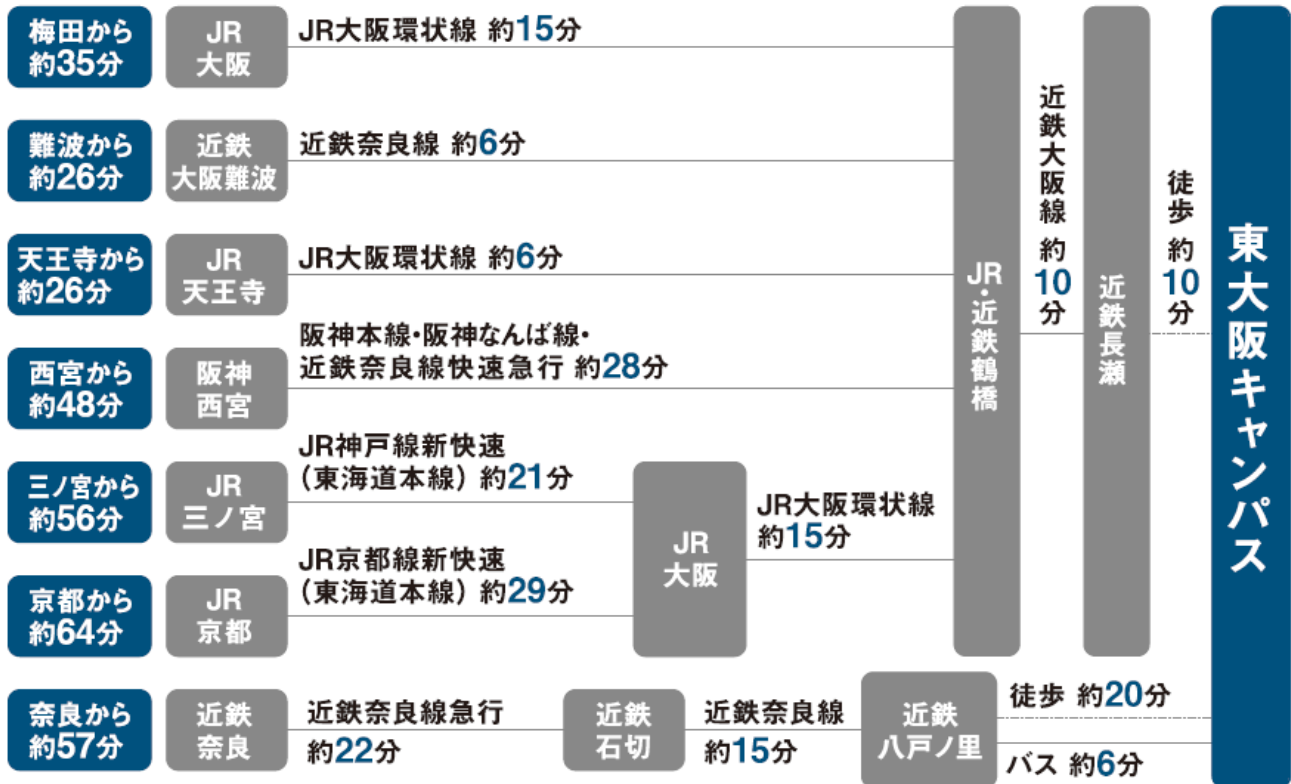 梅田から
約35分
JR
大阪
JR大阪環状線 約15分
難波から
約26分
近鉄
大阪難波
近鉄奈良線 約6分
天王寺から
約26分
JR
天王寺
JR大阪環状線 約6分
西宮から
約48分
阪神
西宮
阪神本線・阪神なんば線・
近鉄奈良線快速急行 約28分
三ノ宮から
約56分
JR
三ノ宮
JR神戸線新快速
(東海道本線) 約21分
京都から
約64分
JR
京都
JR京都線新快速
(東海道本線) 約29分
JR
大阪
JR大阪環状線
約15分
JR・近鉄鶴橋
近鉄大阪線 約10分
近鉄長瀬
徒歩 約10分
奈良から
約57分
近鉄
奈良
近鉄奈良線急行
約22分
近鉄
石切
近鉄奈良線
約15分
近鉄
八戸ノ里
徒歩 約20分
バス 約6分
東大阪キャンパス